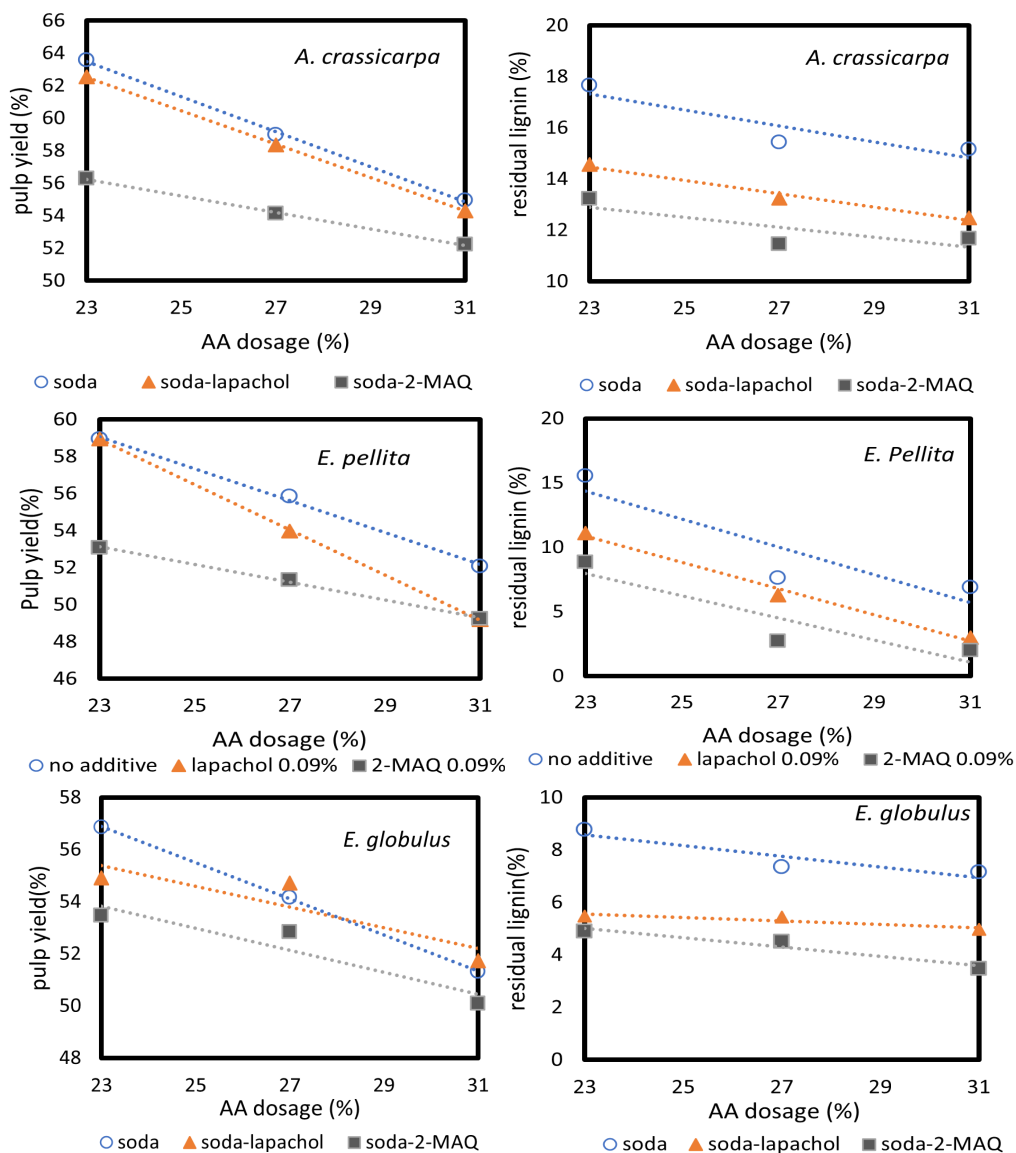 A. crassicarpa
pulp yield (%)
66
64
62
60
58
56
54
52
50
23 25 27 29 31
AA dosage (%)
soda soda-lapachol soda-2-MAQ
A. crassicarpa
residual lignin (%)
20
18
16
14
12
10
23 25 27 29 31
AA dosage (%)
soda soda-lapachol soda-2-MAQ
E. pellita
Pulp yield(%)
60
58
56
54
52
50
48
46
23 25 27 29 31
AA dosage (%)
no additive lapachol 0.09% 2-MAQ 0.09%
E. Pellita
residual lignin (%)
20
15
10
5
0
23 25 27 29 31
AA dosage (%)
no additive lapachol 0.09% 2-MAQ 0.09%
E. globulus
pulp yield(%)
58
56
54
52
50
48
23 25 27 29 31
AA dosage (%)
soda soda-lapachol soda-2-MAQ
E. globulus
residual lignin(%)
10
8
6
4
2
0
23 25 27 29 31
AA dosage (%)
soda soda-lapachol soda-2-MAQ